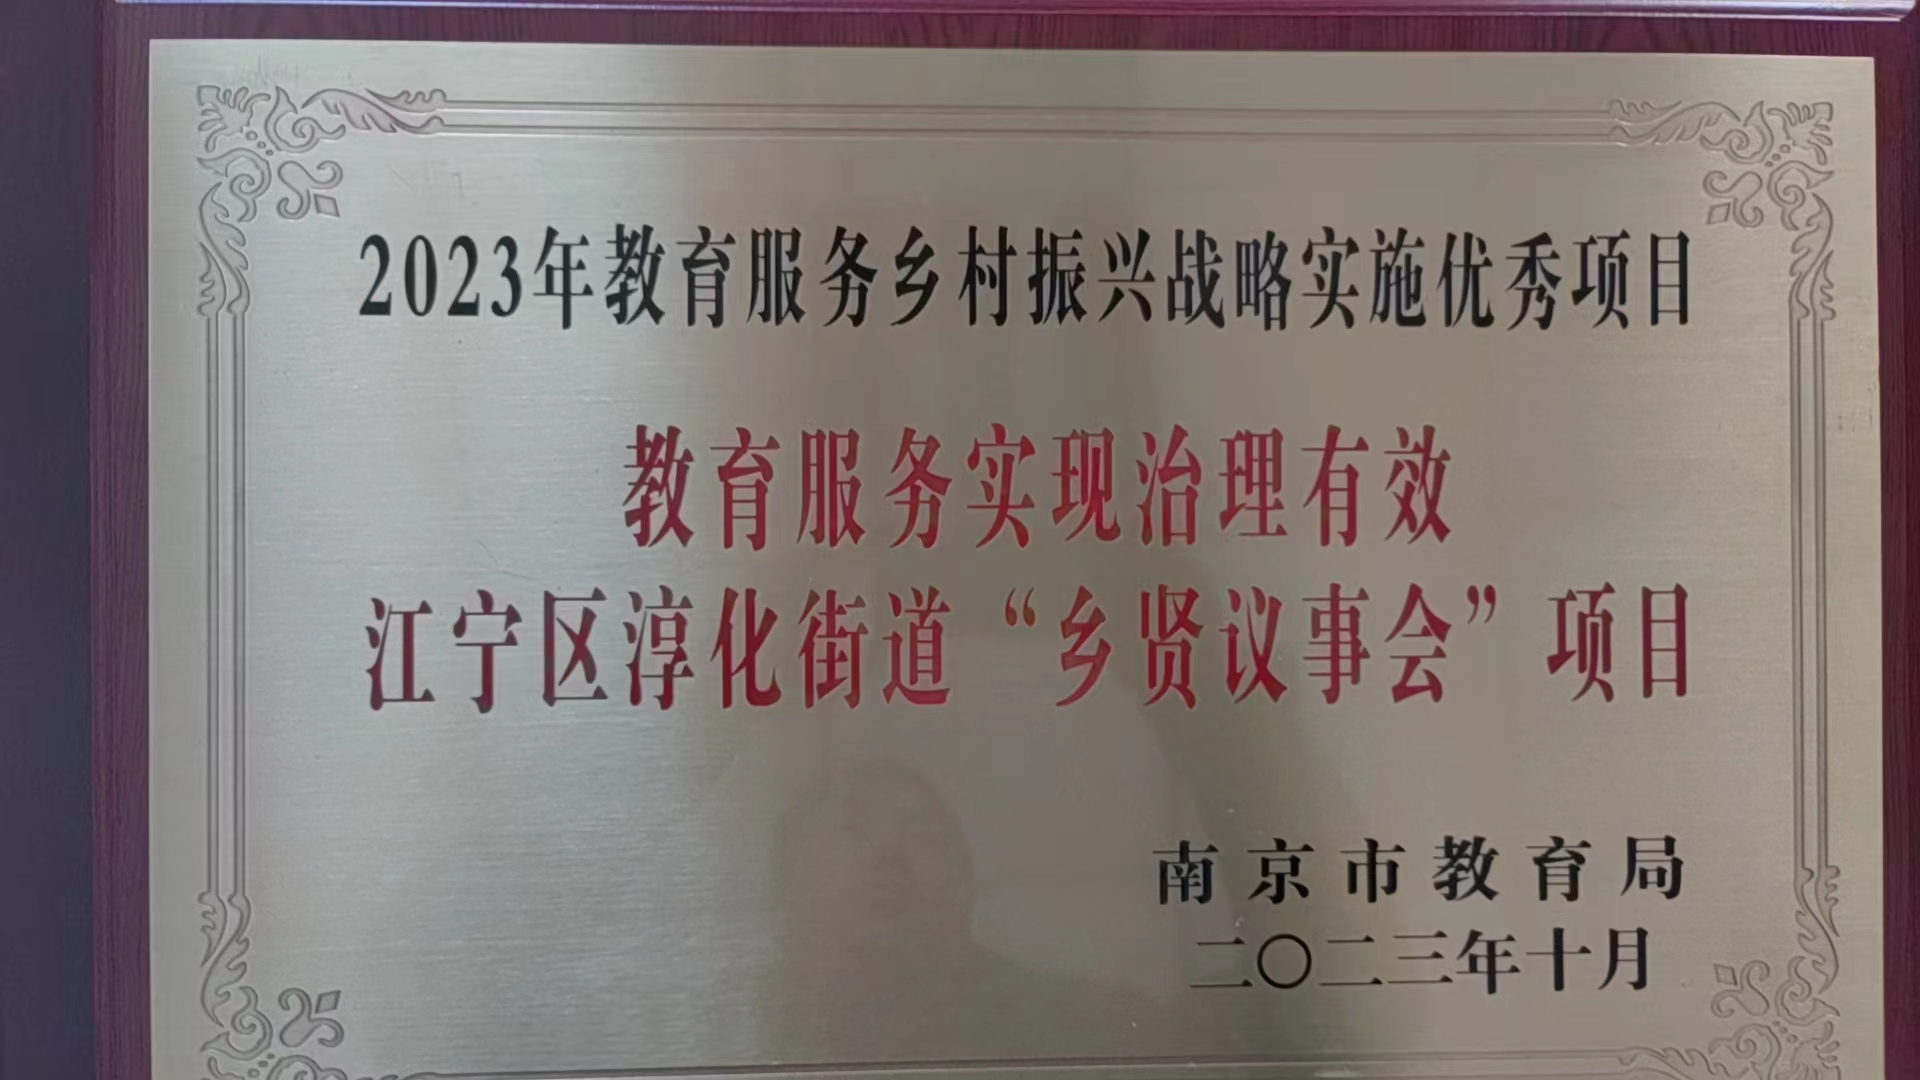 2023年教育服务乡村振兴战略实施优秀项目
教育服务实现治理有效
江宁区淳化街道“乡贤议事会”项目
南京市教育局
二〇二三年十月